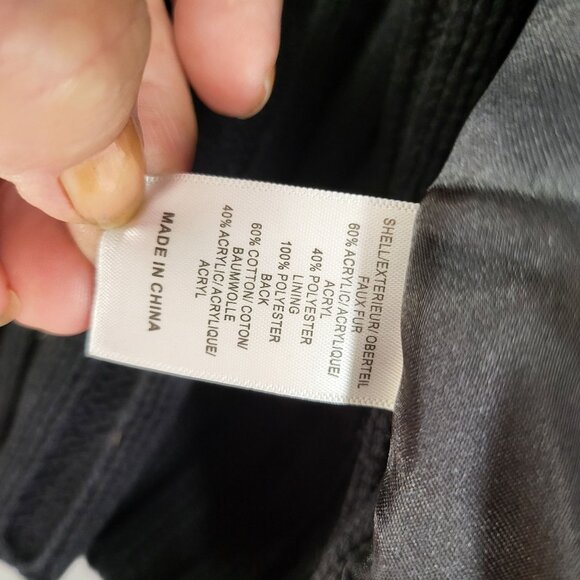 SHELL/EXTERIEUR/OBERTEIL
FAUX FUR
60% ACRYLIC/ACRYLIQUE/
ACRYL
40% POLYESTER
LINING
100% POLYESTER
BACK
60% COTTON/COTON/
BAUMWOLLE
40% ACRYLIC/ACRYLIQUE/
ACRYL
MADE IN CHINA